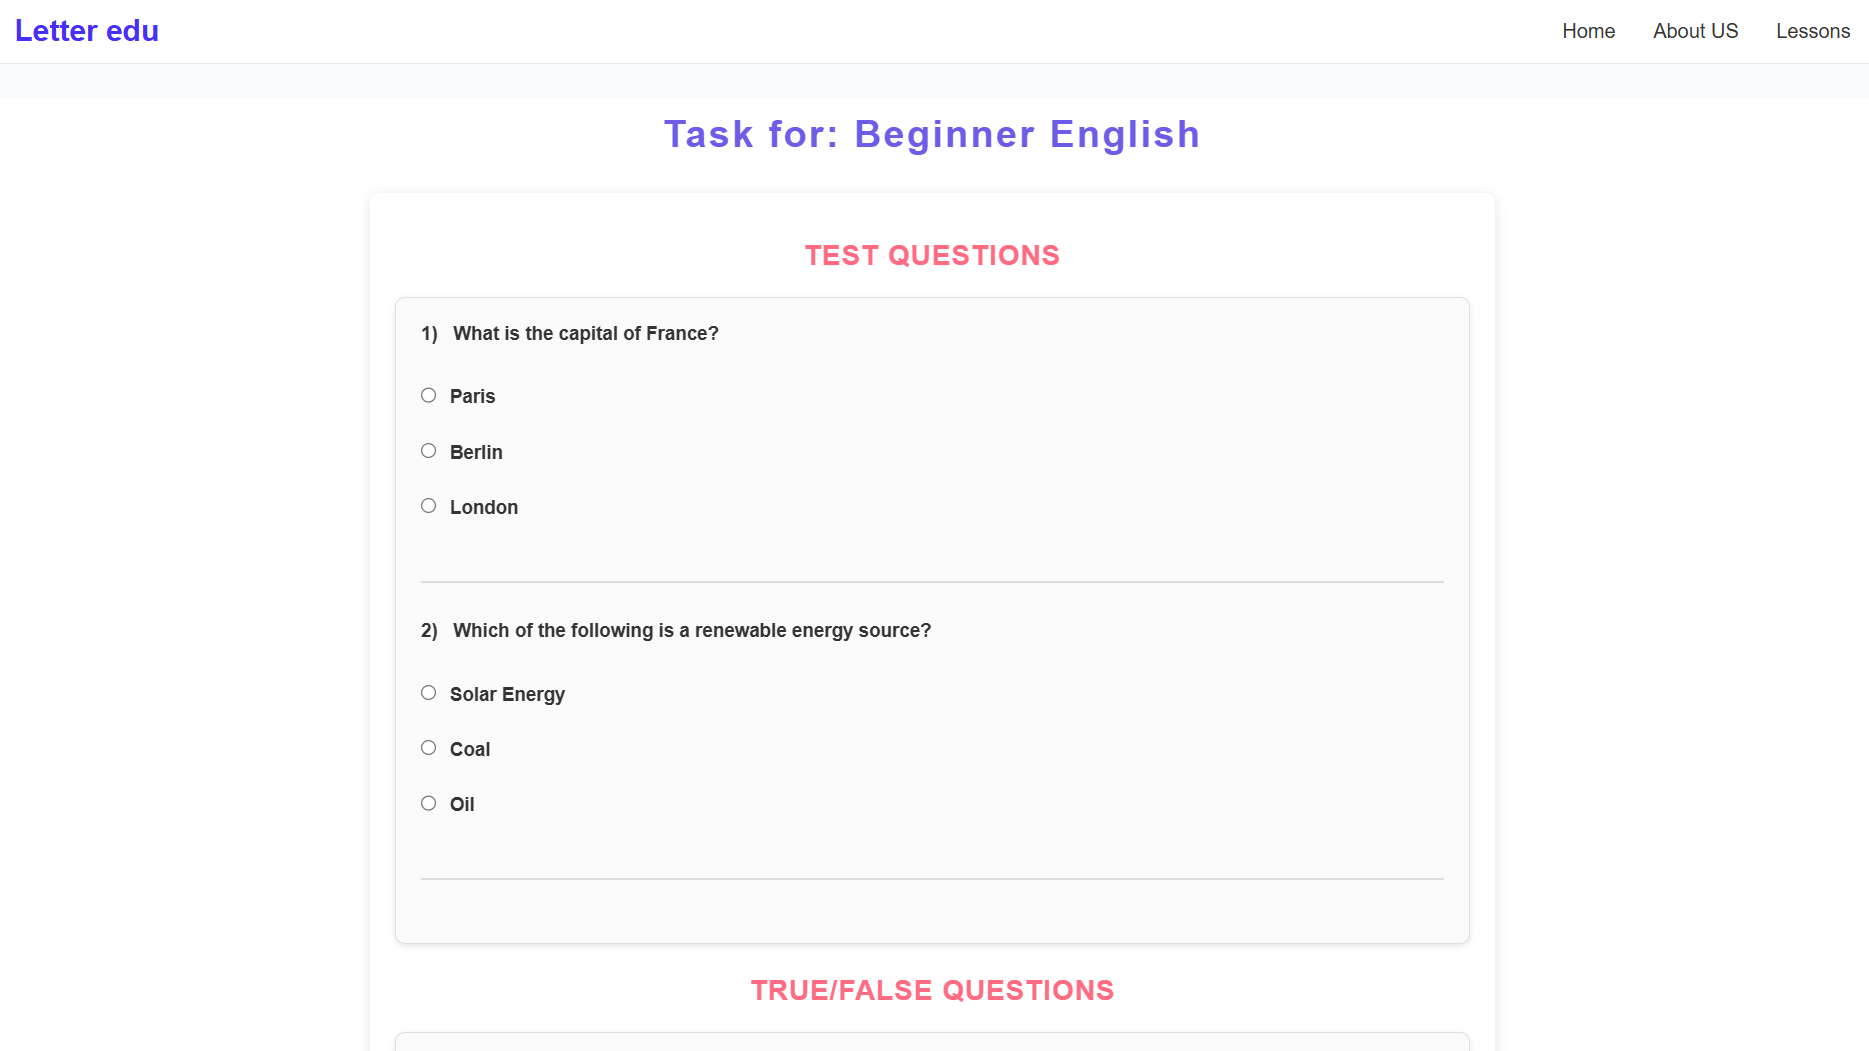 Letter edu
Home About US Lessons
Task for: Beginner English
TEST QUESTIONS
1) What is the capital of France?
Paris
Berlin
London
2) Which of the following is a renewable energy source?
Solar Energy
Coal
Oil
TRUE/FALSE QUESTIONS